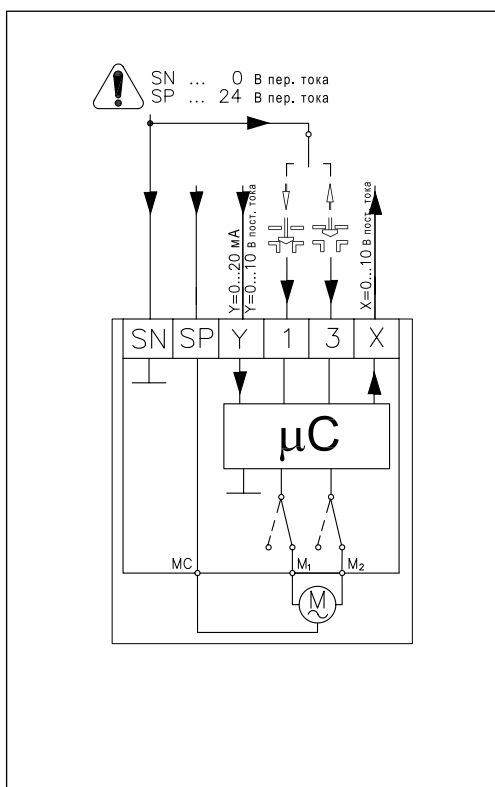 SN ... 0 В пер. тока
SP ... 24 В пер. тока
Y=0...20 мА
Y=0...10 В пост. тока
X=0...10 В пост. тока
SN SP Y 1 3 X
μC
MC M₁ M₂
M